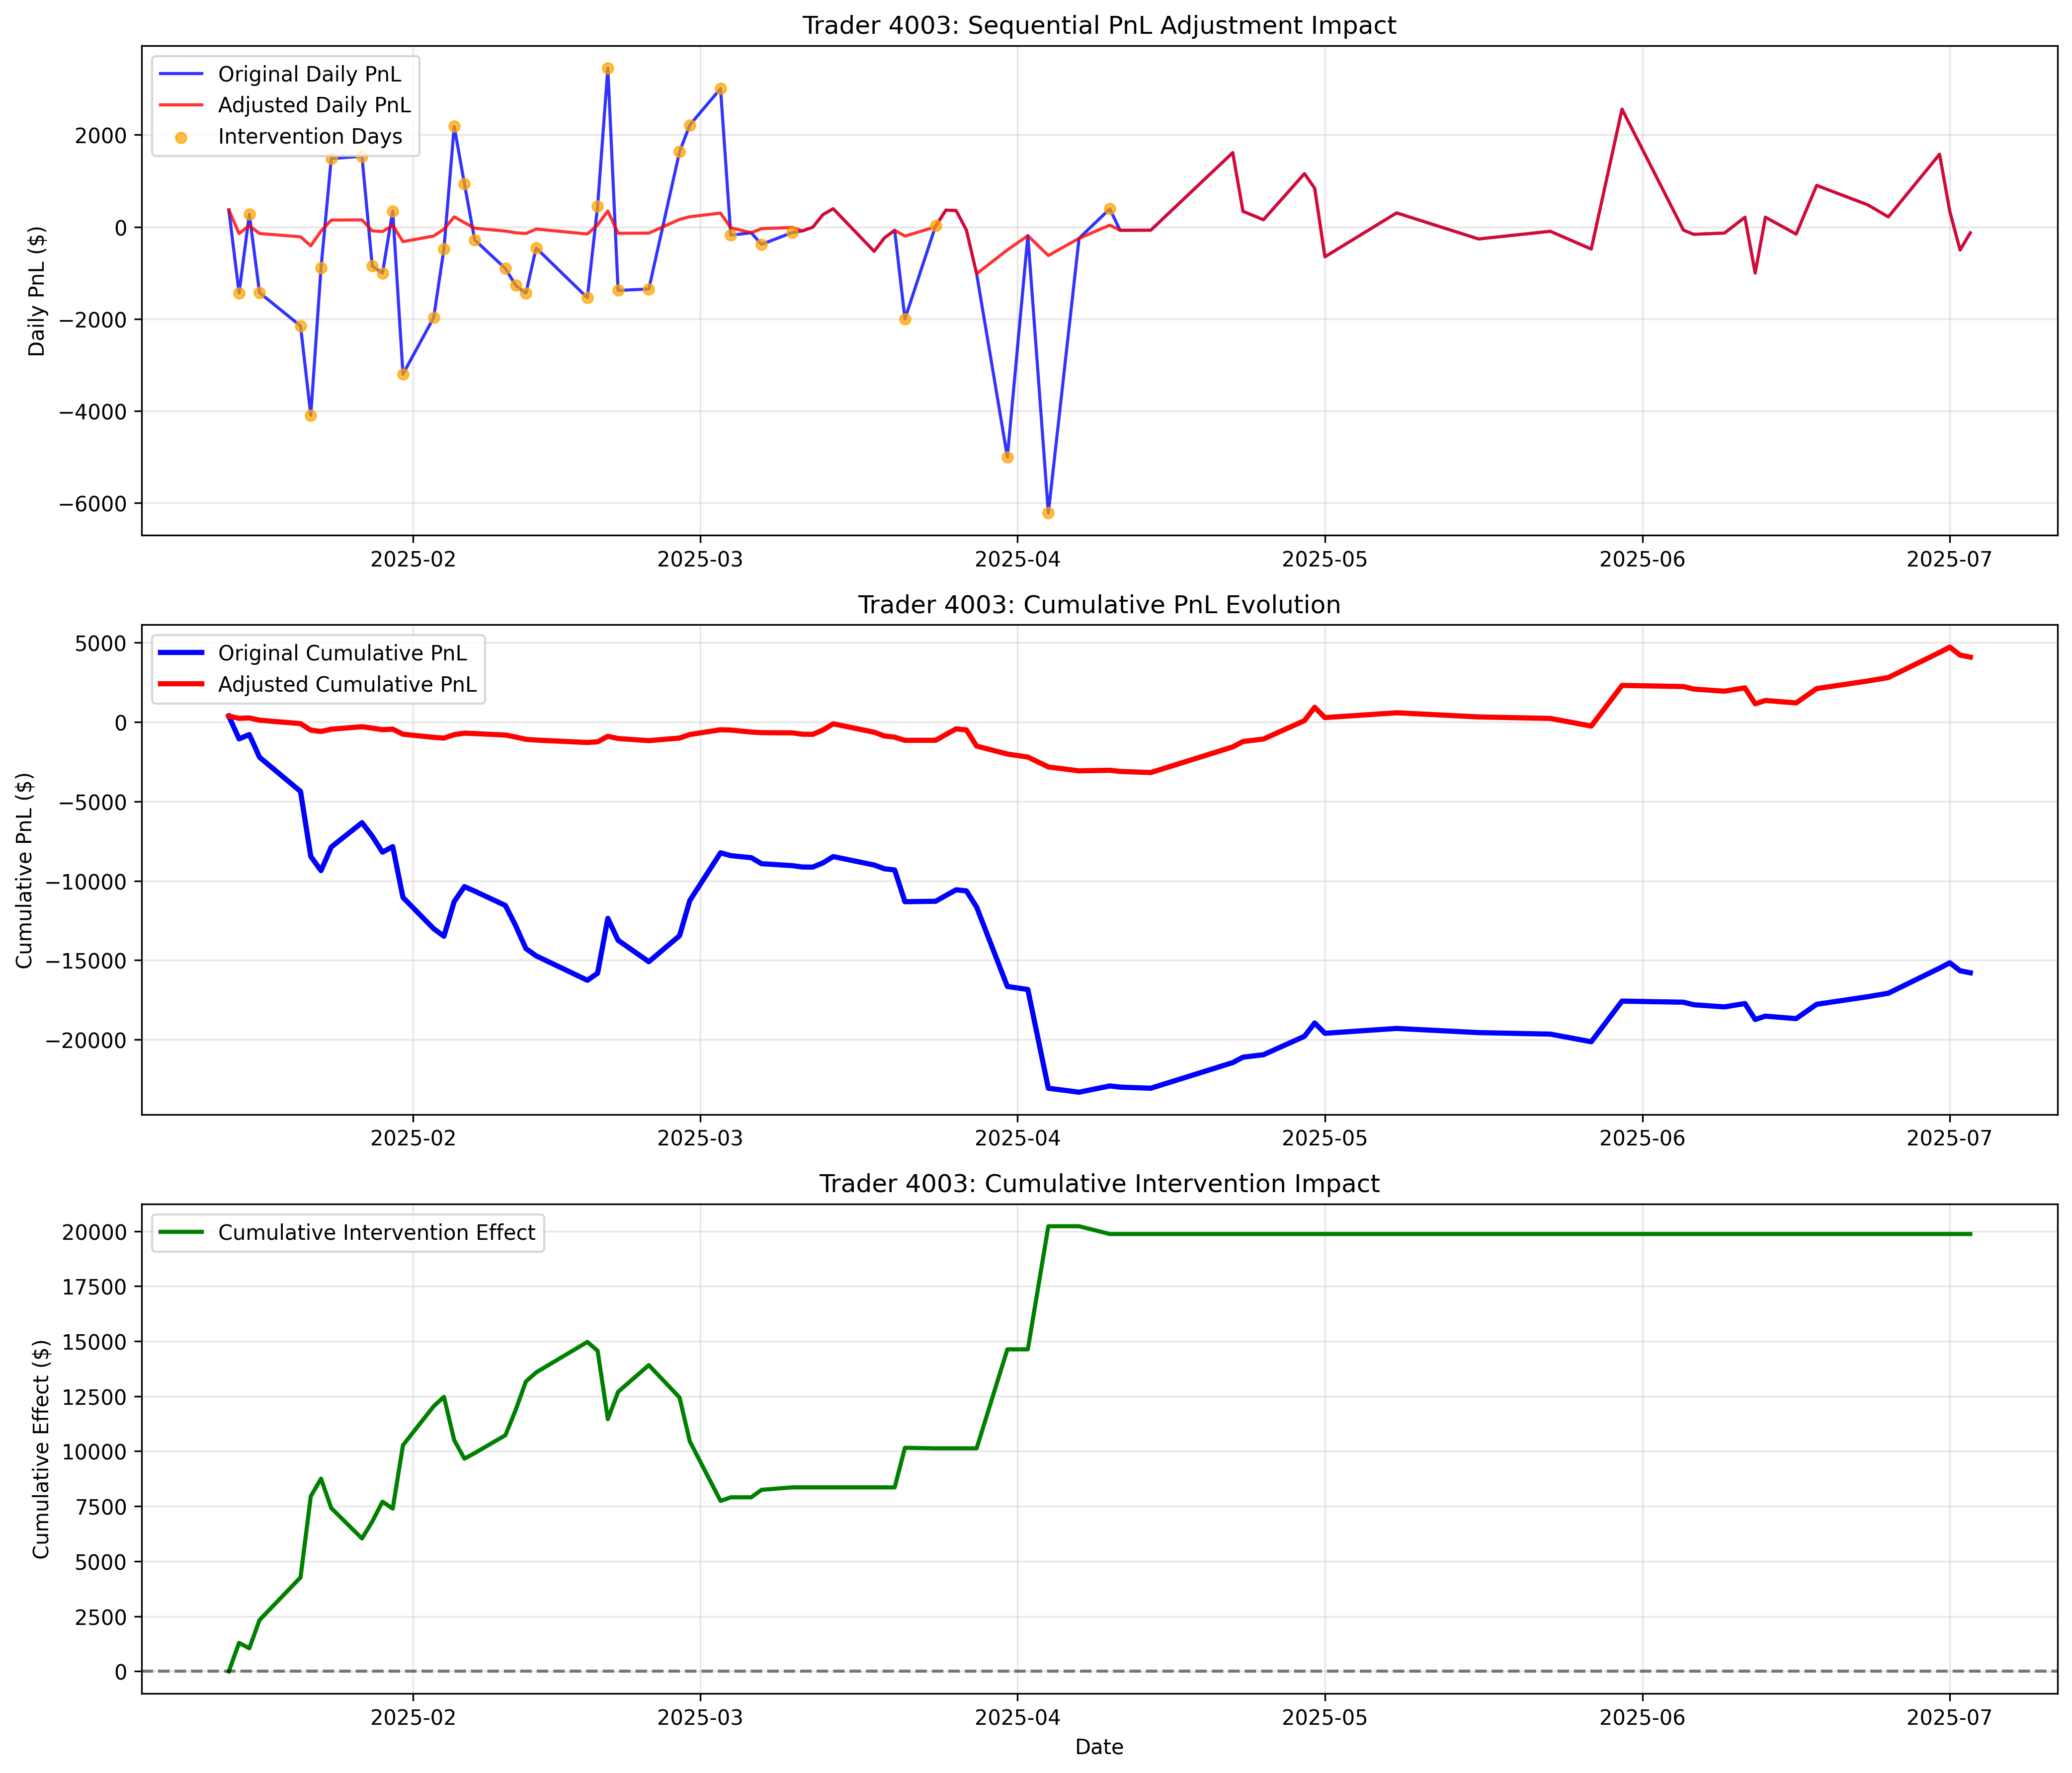 Trader 4003: Sequential PnL Adjustment Impact
Original Daily PnL
Adjusted Daily PnL
Intervention Days
Daily PnL ($)
2000
0
−2000
−4000
−6000
2025-02 2025-03 2025-04 2025-05 2025-06 2025-07
Trader 4003: Cumulative PnL Evolution
Original Cumulative PnL
Adjusted Cumulative PnL
Cumulative PnL ($)
5000
0
−5000
−10000
−15000
−20000
2025-02 2025-03 2025-04 2025-05 2025-06 2025-07
Trader 4003: Cumulative Intervention Impact
Cumulative Intervention Effect
Cumulative Effect ($)
20000
17500
15000
12500
10000
7500
5000
2500
0
2025-02 2025-03 2025-04 2025-05 2025-06 2025-07
Date